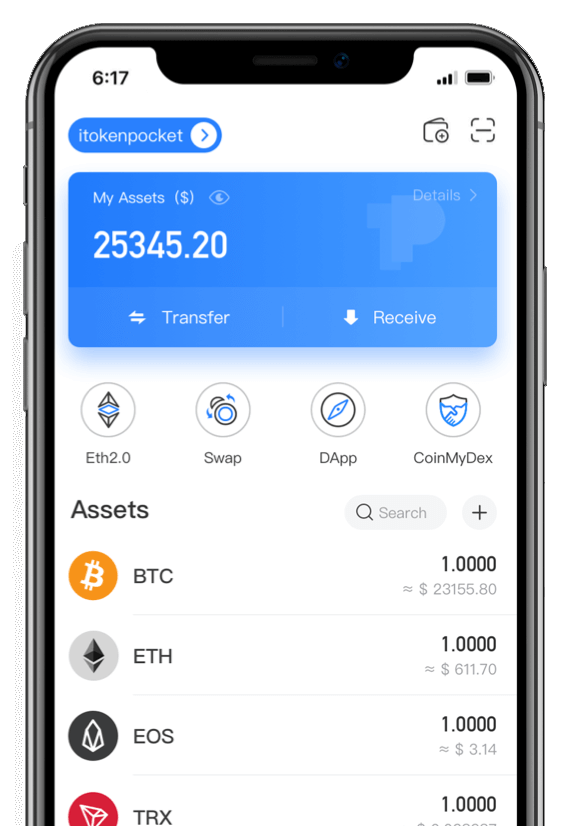 6:17
itokenpocket
My Assets ($)
Details
25345.20
Transfer
Receive
Eth2.0
Swap
DApp
CoinMyDex
Assets
Search
BTC
1.0000
≈ $ 23155.80
ETH
1.0000
≈ $ 611.70
EOS
1.0000
≈ $ 3.14
TRX
1.0000